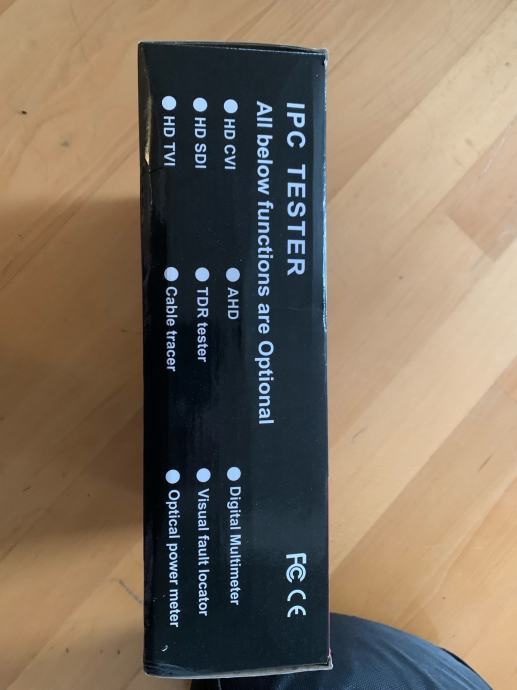 IPC TESTER
FC CE
All below functions are Optional
HD CVI AHD Digital Multimeter
HD SDI TDR tester Visual fault locator
HD TVI Cable tracer Optical power meter